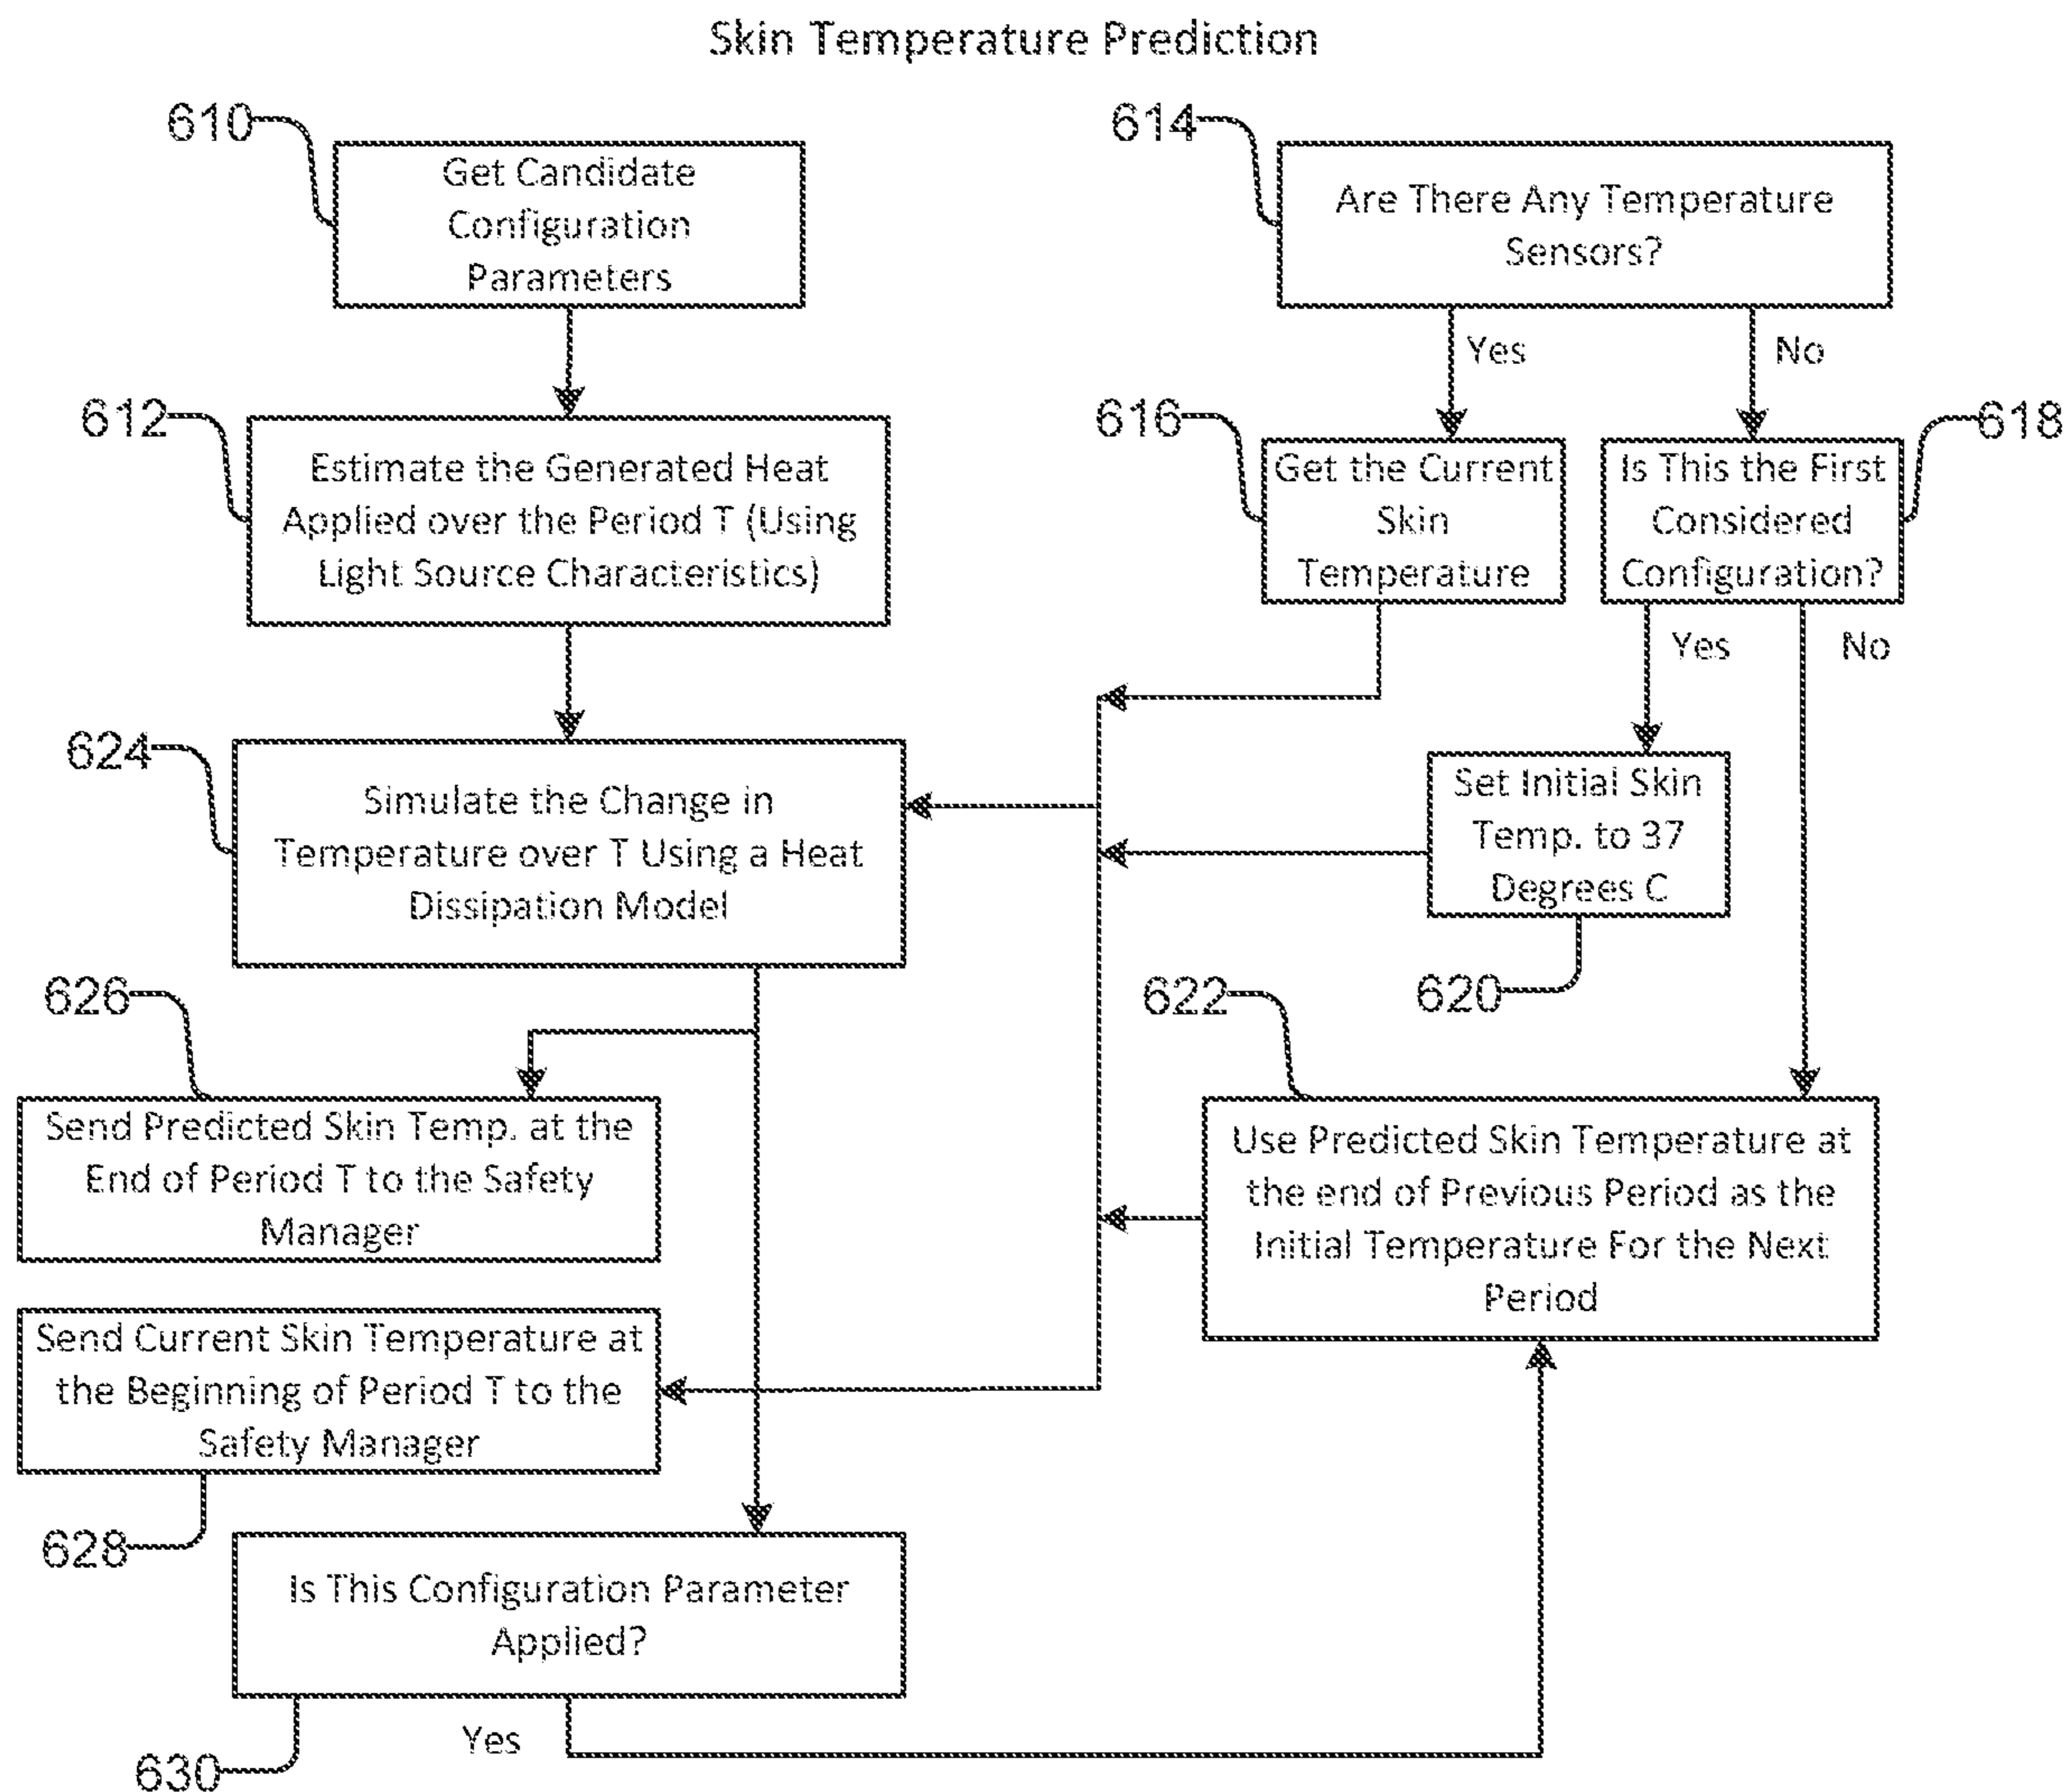 Skin Temperature Prediction
610
Get Candidate
Configuration
Parameters
614
Are There Any Temperature
Sensors?
Yes
No
612
Estimate the Generated Heat
Applied over the Period T (Using
Light Source Characteristics)
616
Get the Current
Skin
Temperature
618
Is This the First
Considered
Configuration?
Yes
No
624
Simulate the Change in
Temperature over T Using a Heat
Dissipation Model
Set Initial Skin
Temp. to 37
Degrees C
620
626
Send Predicted Skin Temp. at the
End of Period T to the Safety
Manager
622
Use Predicted Skin Temperature at
the end of Previous Period as the
Initial Temperature For the Next
Period
Send Current Skin Temperature at
the Beginning of Period T to the
Safety Manager
628
Is This Configuration Parameter
Applied?
Yes
630